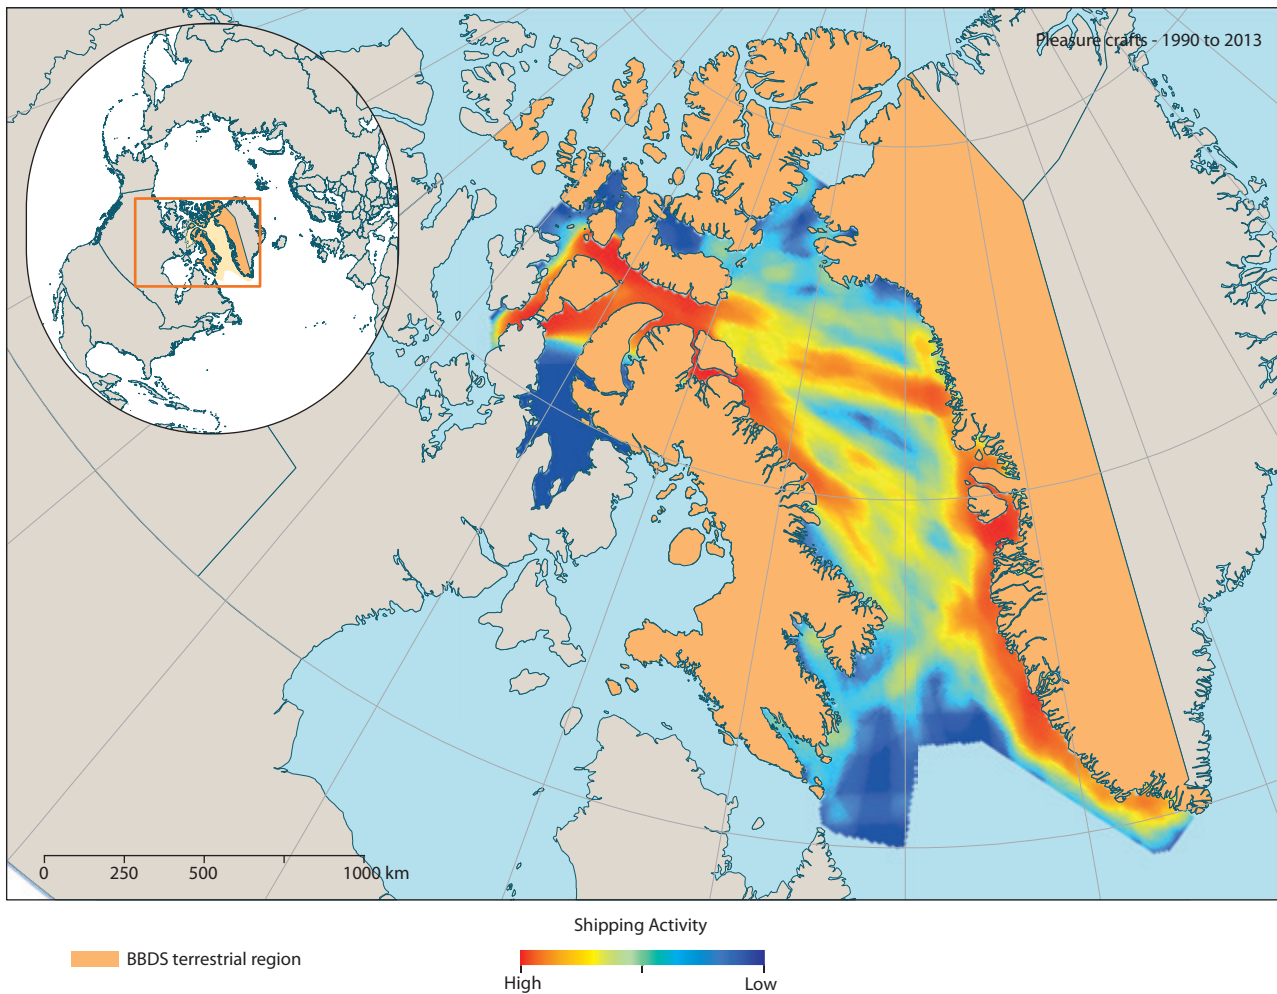 Pleasure crafts - 1990 to 2013
0 250 500 1000 km
Shipping Activity
BBDS terrestrial region
High Low